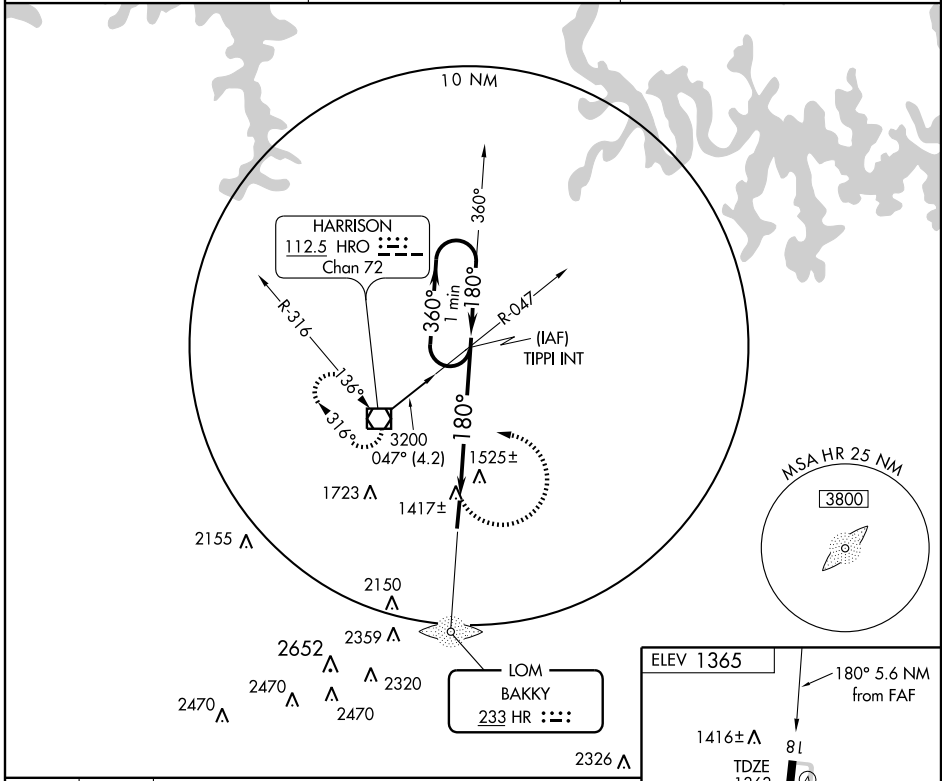 10 NM
HARRISON
112.5 HRO
Chan 72
360°
360°
1 min
180°
R-047
R-316
(IAF)
TIPPI INT
136°
316°
180°
3200
047° (4.2)
1525±
1723
1417±
MSA HR 25 NM
3800
2155
2150
2359
2652
2320
2470
2470
2470
LOM
BAKKY
233 HR
2326
ELEV 1365
180° 5.6 NM
from FAF
1416±
18
TDZE
A